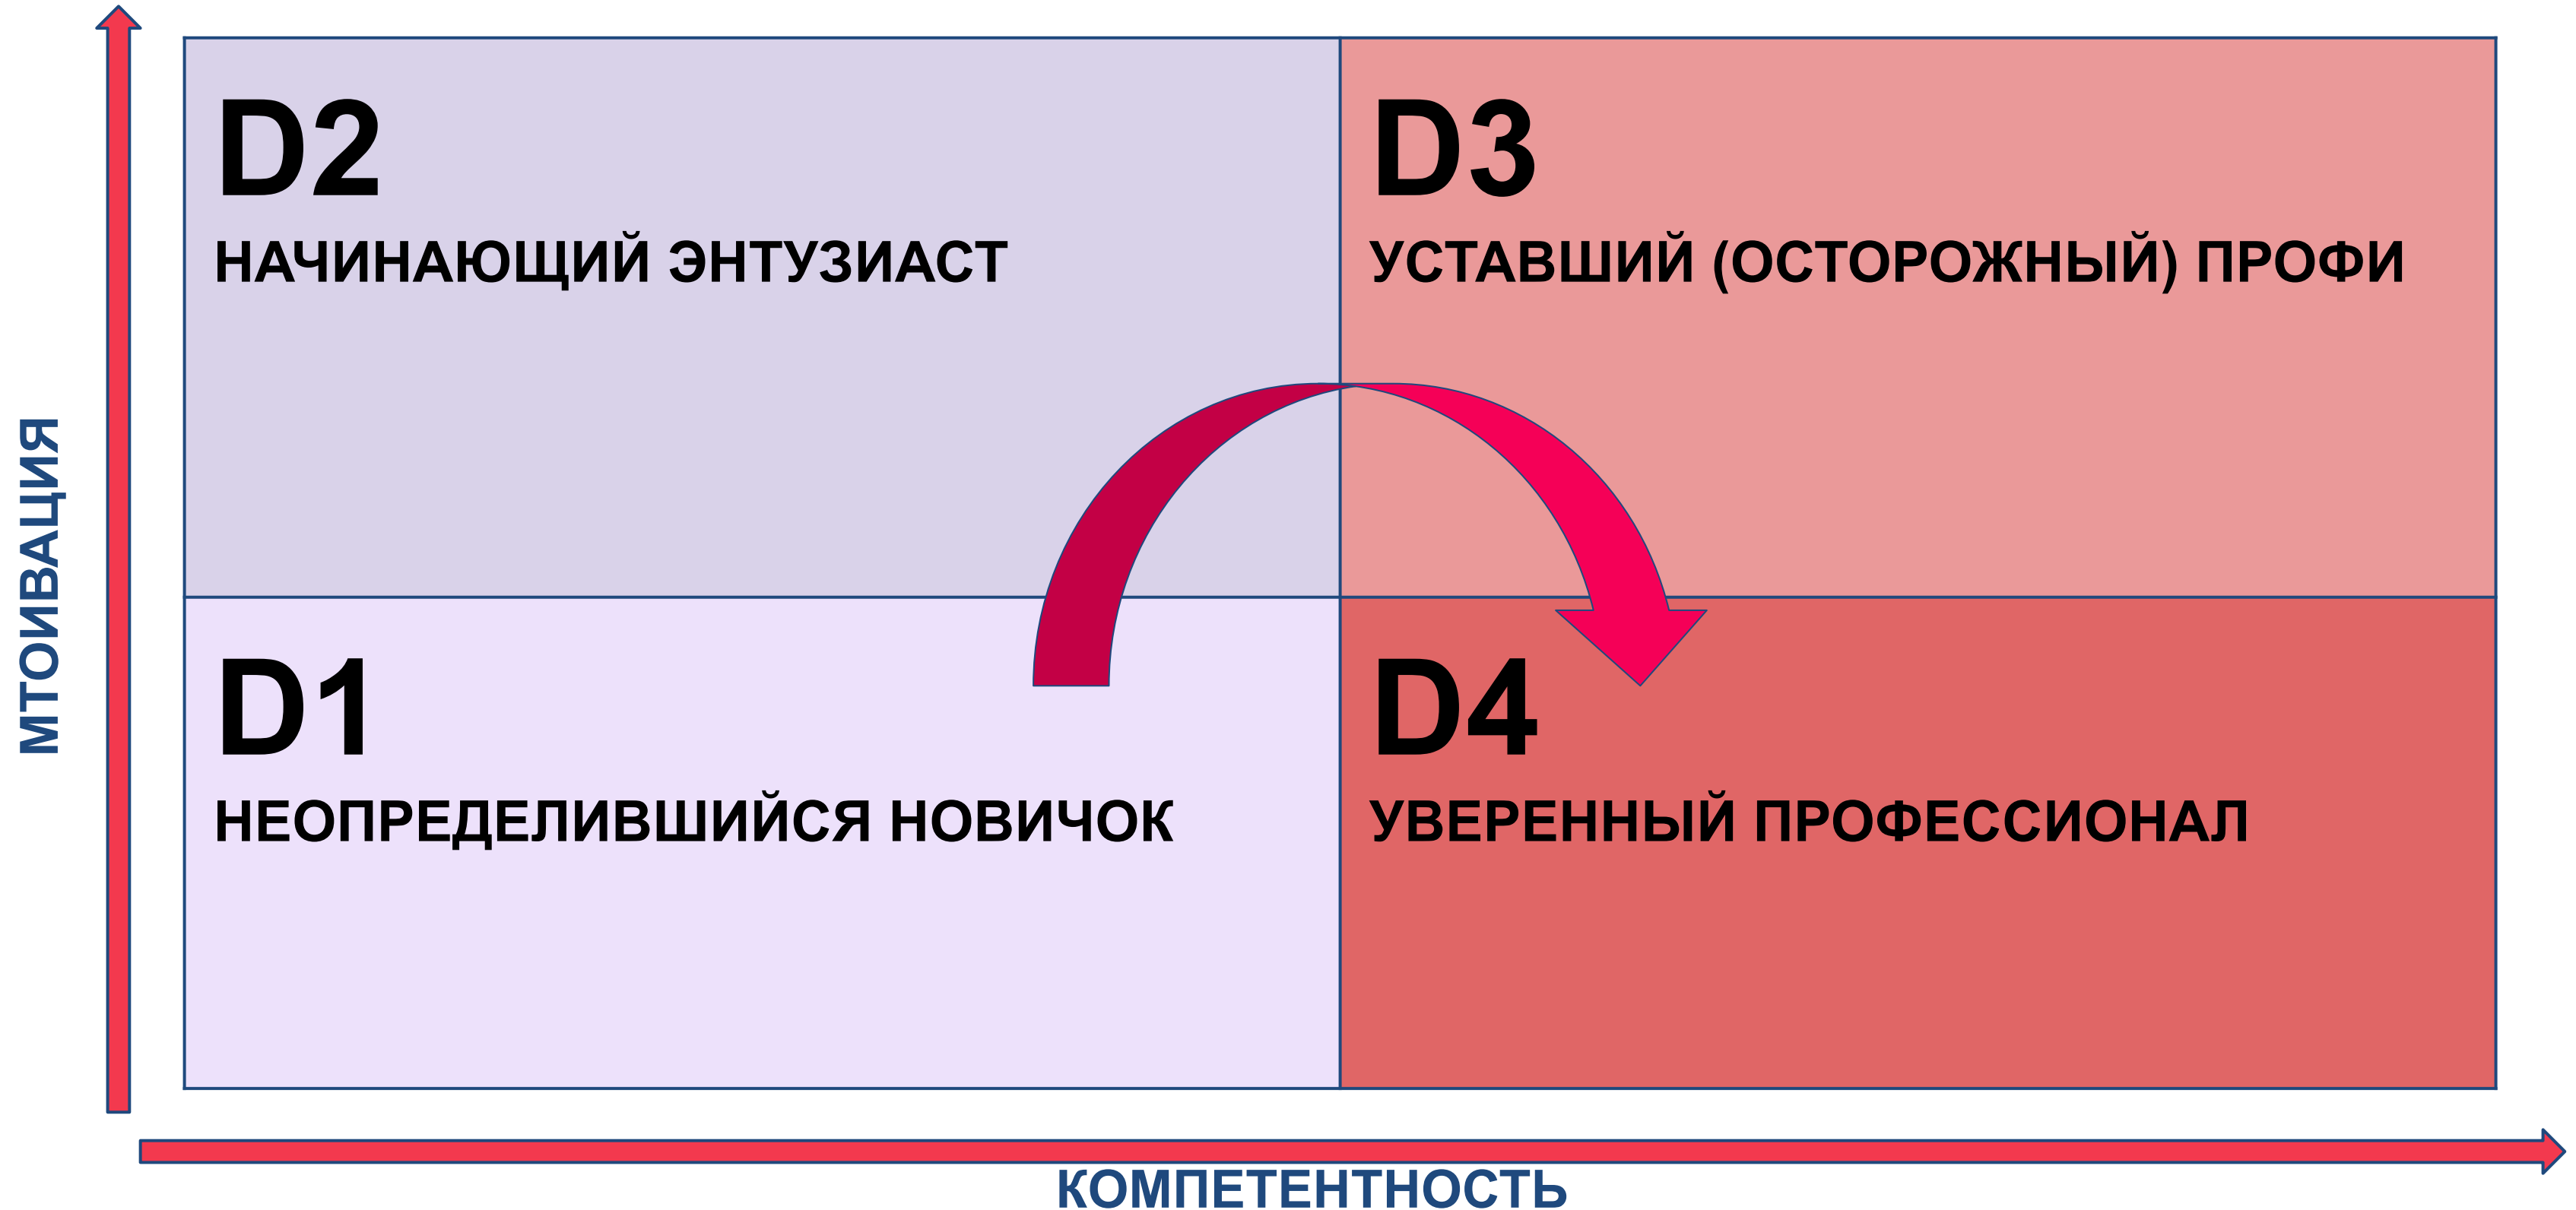 D2
НАЧИНАЮЩИЙ ЭНТУЗИАСТ
D3
УСТАВШИЙ (ОСТОРОЖНЫЙ) ПРОФИ
МТОИВАЦИЯ
D1
НЕОПРЕДЕЛИВШИЙСЯ НОВИЧОК
D4
УВЕРЕННЫЙ ПРОФЕССИОНАЛ
КОМПЕТЕНТНОСТЬ